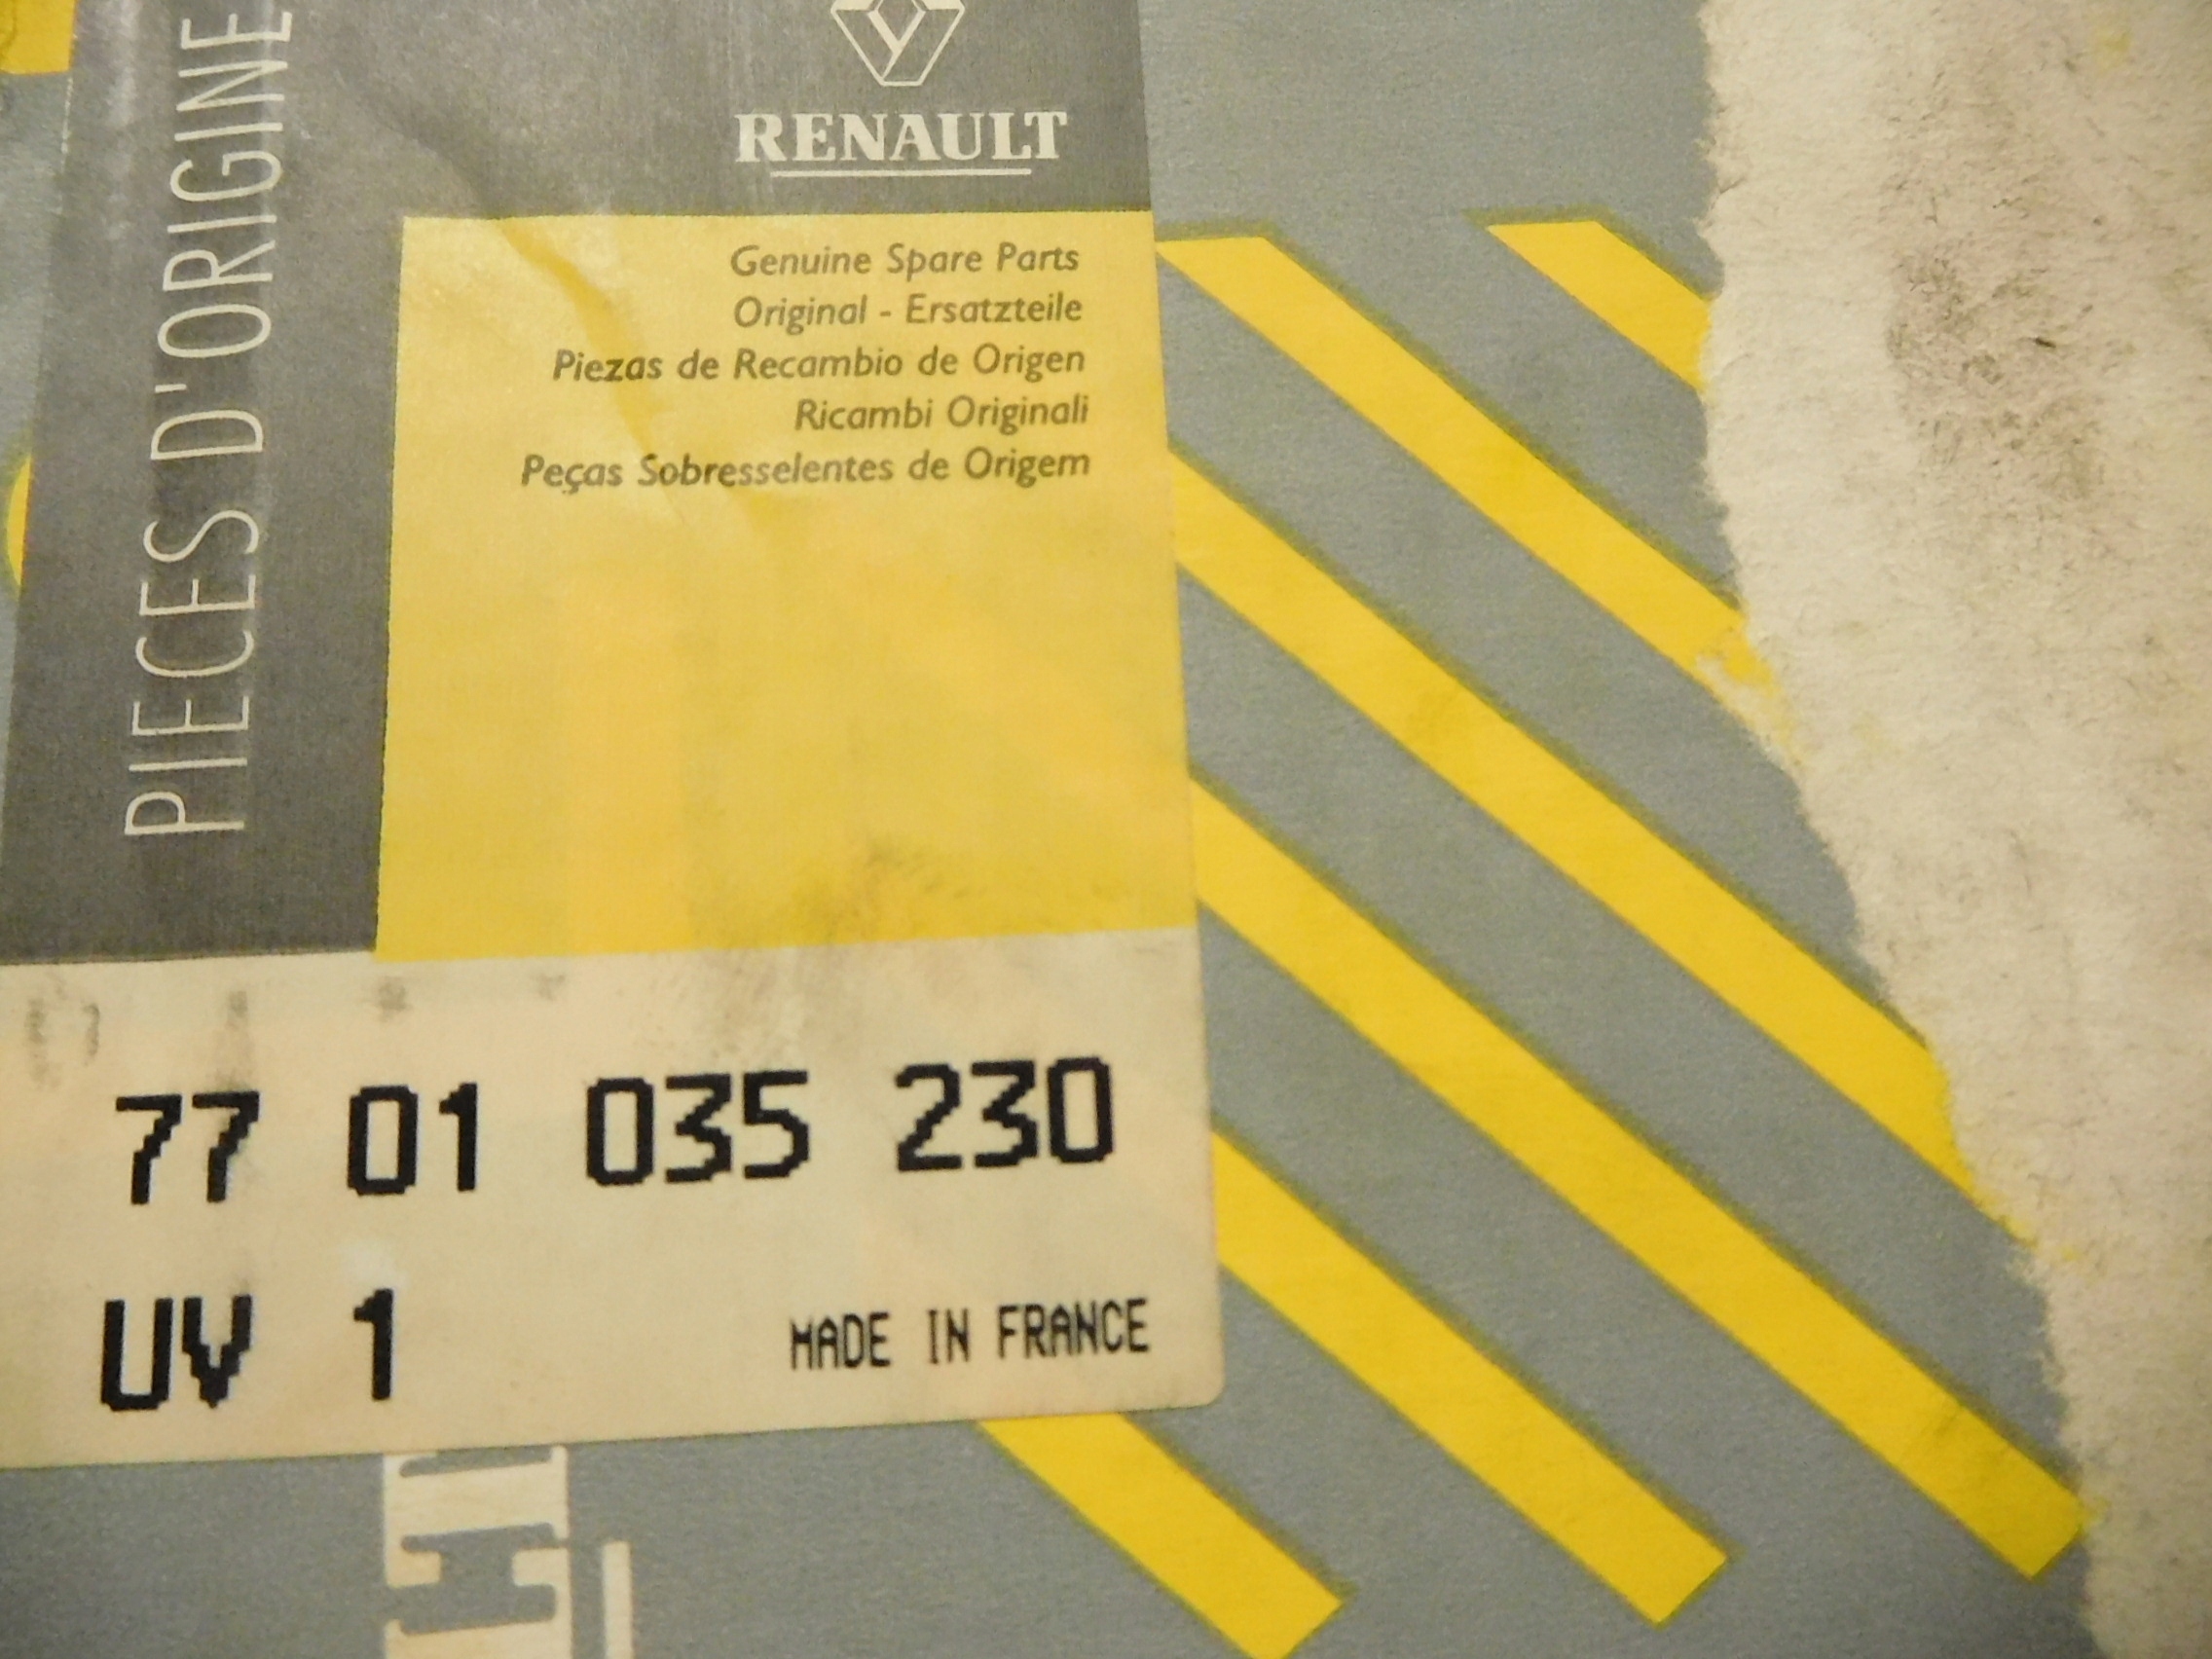 RENAULT
PIECES D'ORIGINE
Genuine Spare Parts
Original - Ersatzteile
Piezas de Recambio de Origen
Ricambi Originali
Peças Sobresselentes de Origem
77 01 035 230
UV 1
MADE IN FRANCE